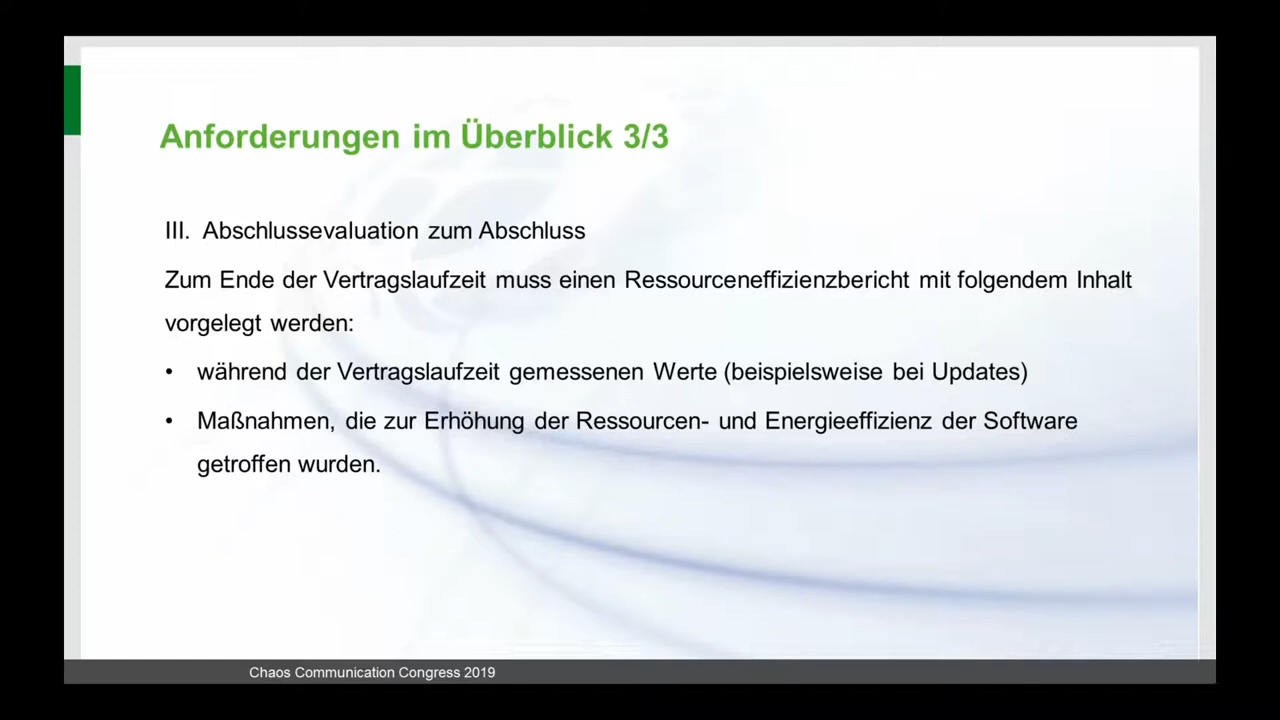 Anforderungen im Überblick 3/3
III. Abschlussevaluation zum Abschluss
Zum Ende der Vertragslaufzeit muss einen Ressourceneffizienzbericht mit folgendem Inhalt
vorgelegt werden:
• während der Vertragslaufzeit gemessenen Werte (beispielsweise bei Updates)
• Maßnahmen, die zur Erhöhung der Ressourcen- und Energieeffizienz der Software
getroffen wurden.
Chaos Communication Congress 2019